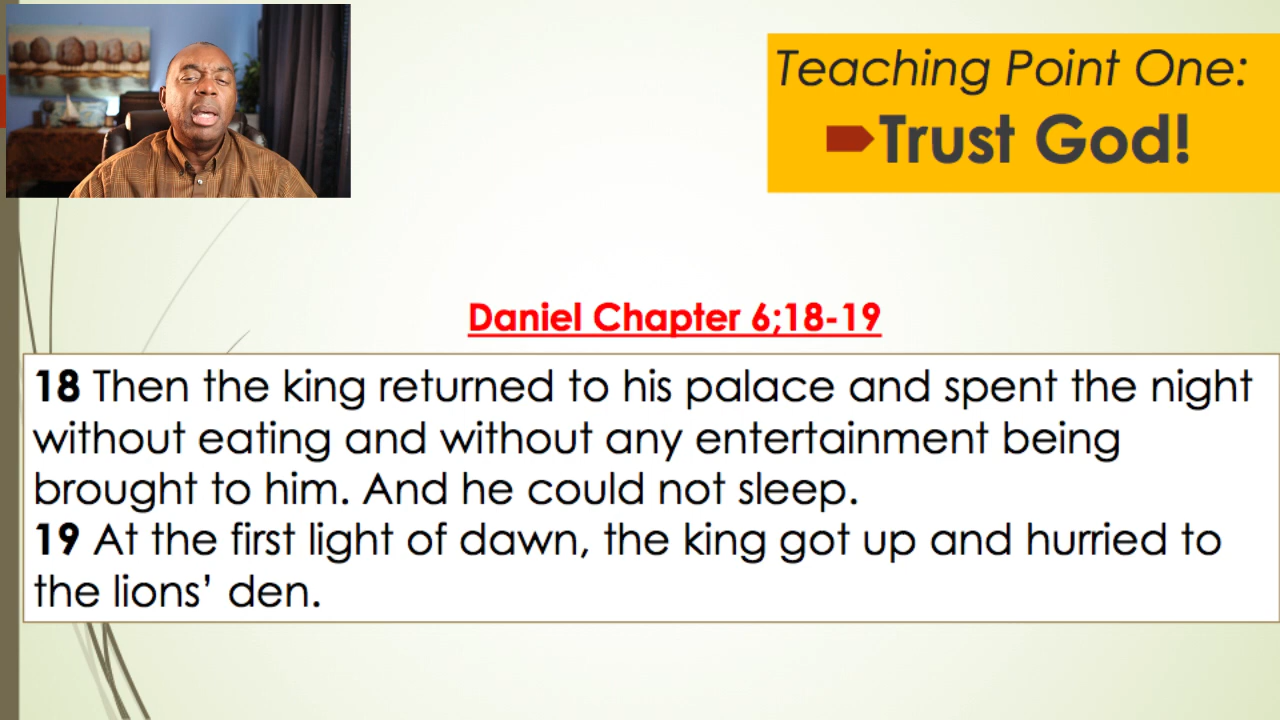 Teaching Point One:
Trust God!
Daniel Chapter 6;18-19
18 Then the king returned to his palace and spent the night
without eating and without any entertainment being
brought to him. And he could not sleep.
19 At the first light of dawn, the king got up and hurried to
the lions’ den.